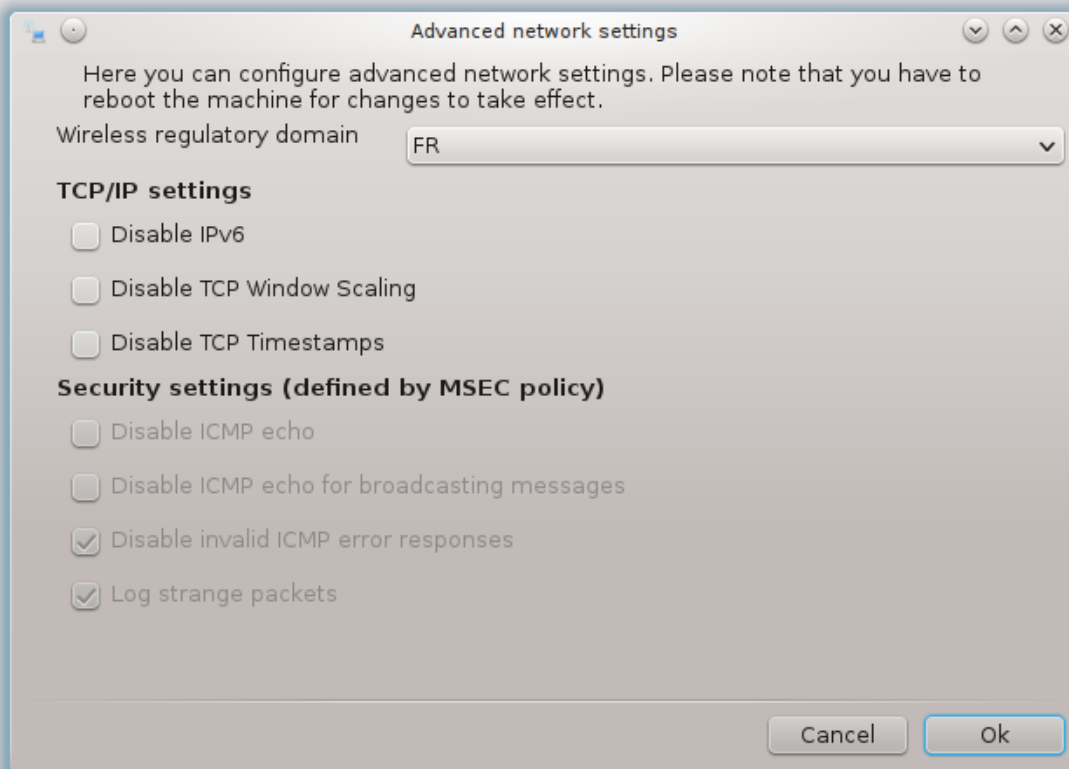 Advanced network settings
Here you can configure advanced network settings. Please note that you have to
reboot the machine for changes to take effect.
Wireless regulatory domain
FR
TCP/IP settings
Disable IPv6
Disable TCP Window Scaling
Disable TCP Timestamps
Security settings (defined by MSEC policy)
Disable ICMP echo
Disable ICMP echo for broadcasting messages
Disable invalid ICMP error responses
Log strange packets
Cancel
Ok